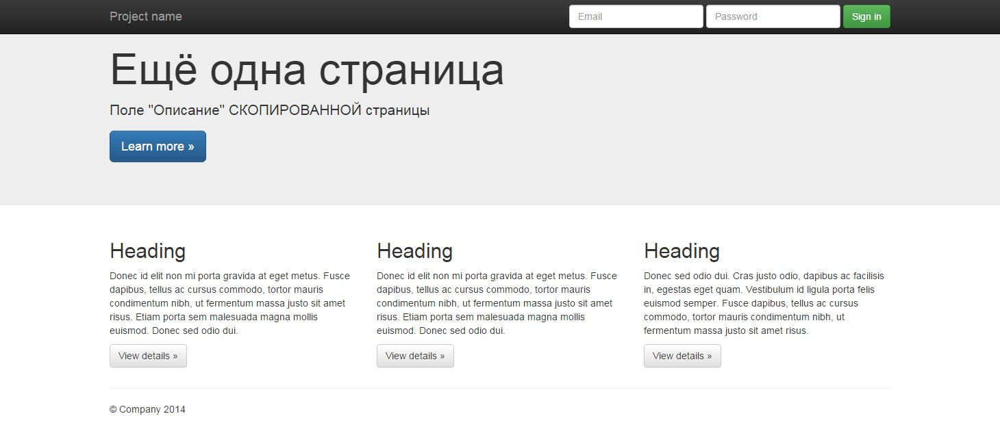 Project name
Email
Password
Sign in
Ещё одна страница
Поле "Описание" СКОПИРОВАННОЙ страницы
Learn more »
Heading
Donec id elit non mi porta gravida at eget metus. Fusce
dapibus, tellus ac cursus commodo, tortor mauris
condimentum nibh, ut fermentum massa justo sit amet
risus. Etiam porta sem malesuada magna mollis
euismod. Donec sed odio dui.
View details »
Heading
Donec id elit non mi porta gravida at eget metus. Fusce
dapibus, tellus ac cursus commodo, tortor mauris
condimentum nibh, ut fermentum massa justo sit amet
risus. Etiam porta sem malesuada magna mollis
euismod. Donec sed odio dui.
View details »
Heading
Donec sed odio dui. Cras justo odio, dapibus ac facilisis
in, egestas eget quam. Vestibulum id ligula porta felis
euismod semper. Fusce dapibus, tellus ac cursus
commodo, tortor mauris condimentum nibh, ut
fermentum massa justo sit amet risus.
View details »
© Company 2014